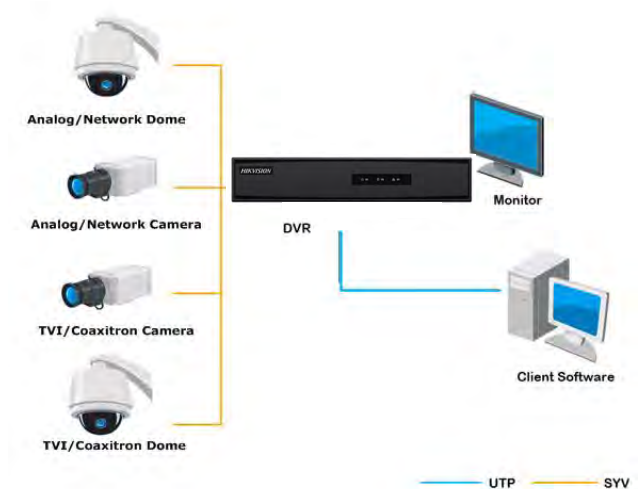 Analog/Network Dome
HIKVISION
Monitor
Analog/Network Camera
DVR
TVI/Coaxitron Camera
Client Software
TVI/Coaxitron Dome
UTP
SYV